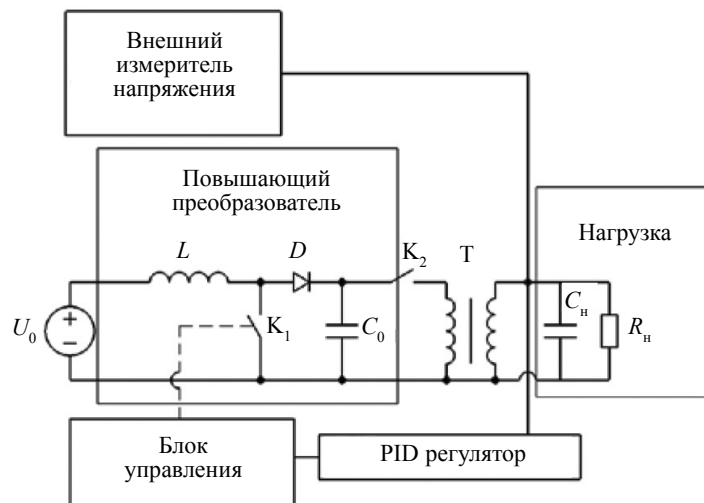 Внешний
измеритель
напряжения
Повышающий
преобразователь
Нагрузка
L
D
K₂
T
U₀
+
−
K₁
C₀
Cн
Rн
Блок
управления
PID регулятор